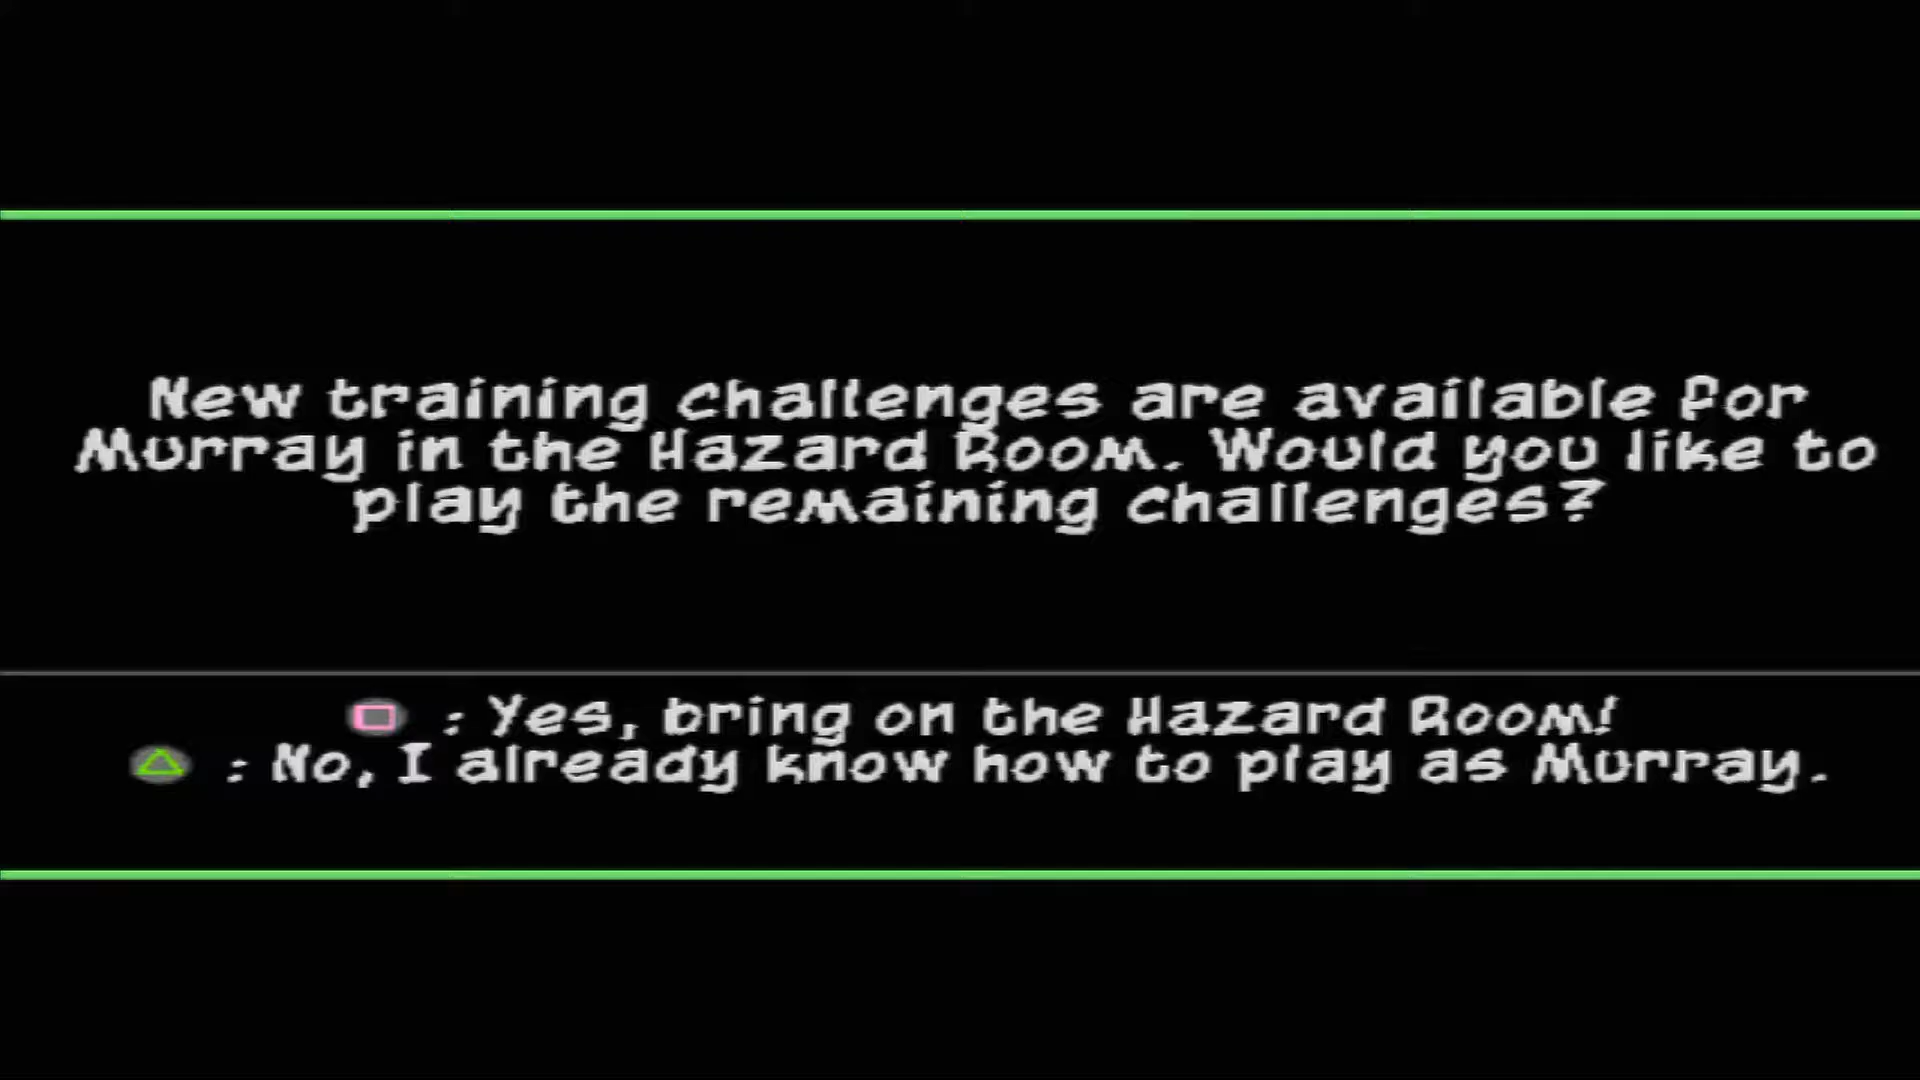 New training challenges are available for
Murray in the Hazard Room. Would you like to
play the remaining challenges?
: Yes, bring on the Hazard Room!
: No, I already know how to play as Murray.